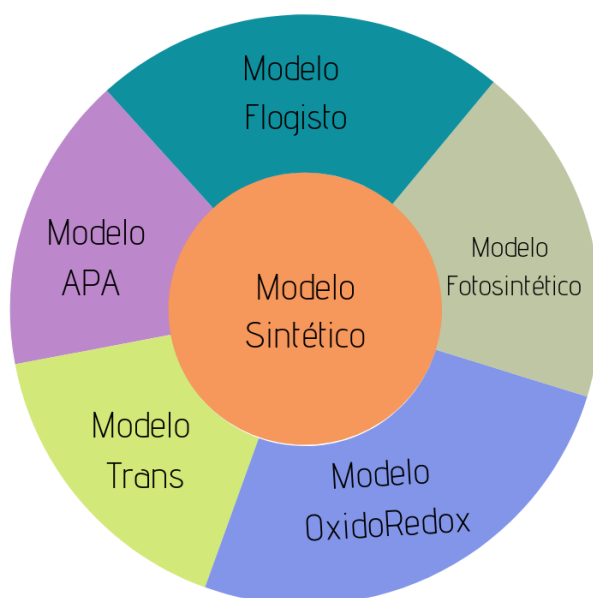 Modelo
Flogisto
Modelo
Fotosintético
Modelo
APA
Modelo
Sintético
Modelo
Trans
Modelo
OxidoRedox